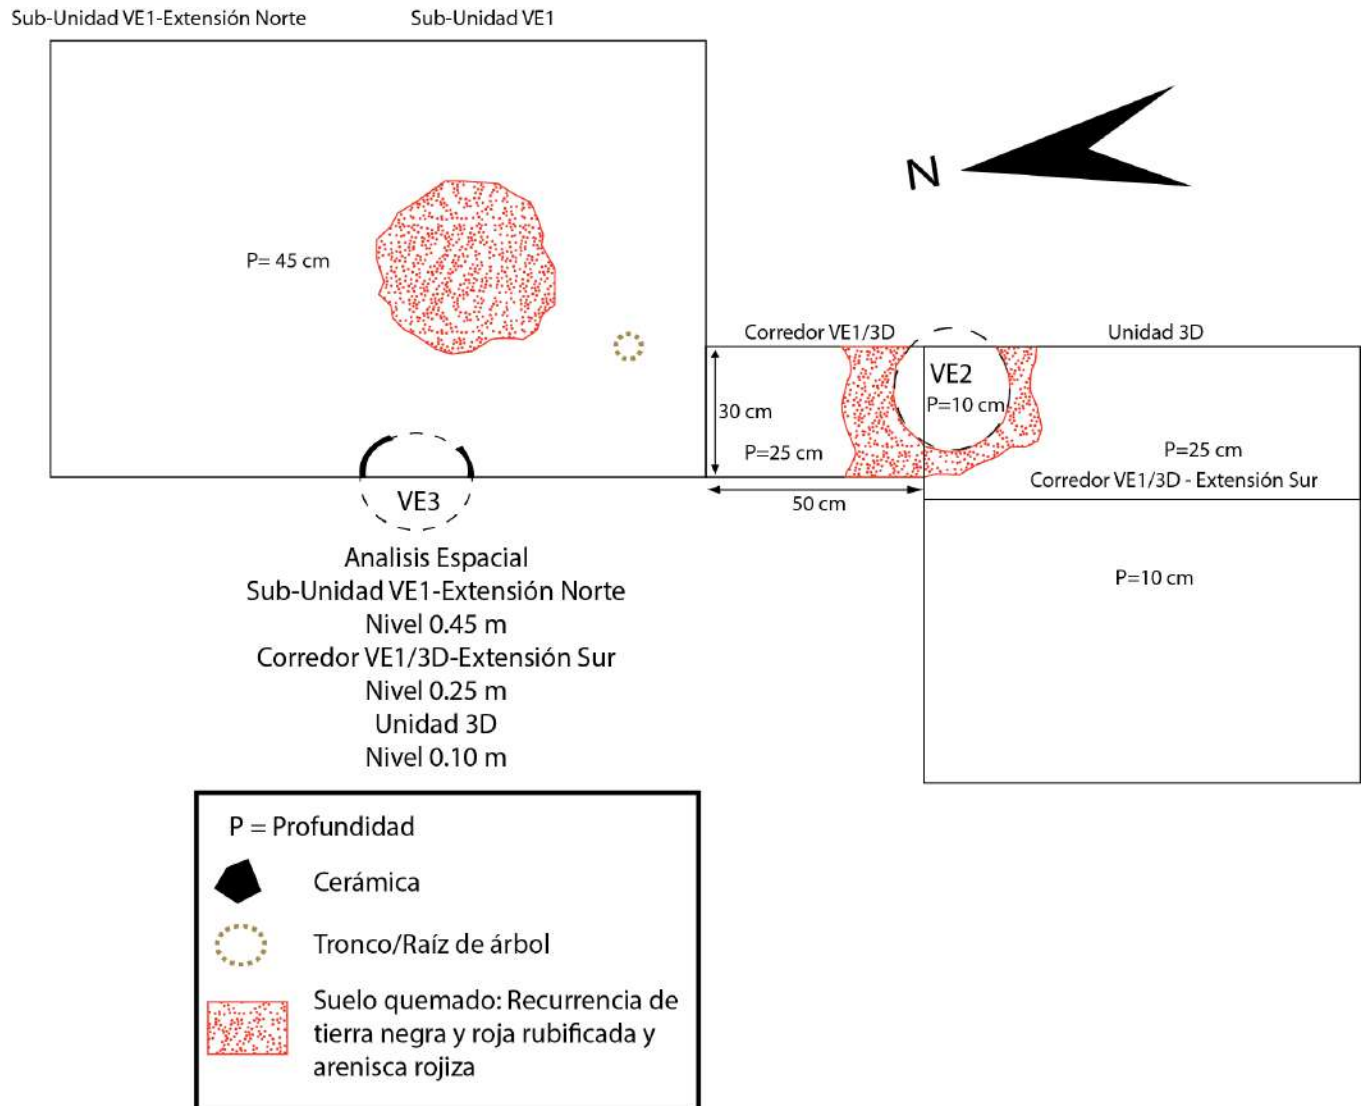 Sub-Unidad VE1-Extensión Norte
Sub-Unidad VE1
N
P= 45 cm
Corredor VE1/3D
Unidad 3D
VE2
P=10 cm
30 cm
P=25 cm
P=25 cm
Corredor VE1/3D - Extensión Sur
50 cm
VE3
P=10 cm
Analisis Espacial
Sub-Unidad VE1-Extensión Norte
Nivel 0.45 m
Corredor VE1/3D-Extensión Sur
Nivel 0.25 m
Unidad 3D
Nivel 0.10 m
P = Profundidad
Cerámica
Tronco/Raíz de árbol
Suelo quemado: Recurrencia de
tierra negra y roja rubificada y
arenisca rojiza